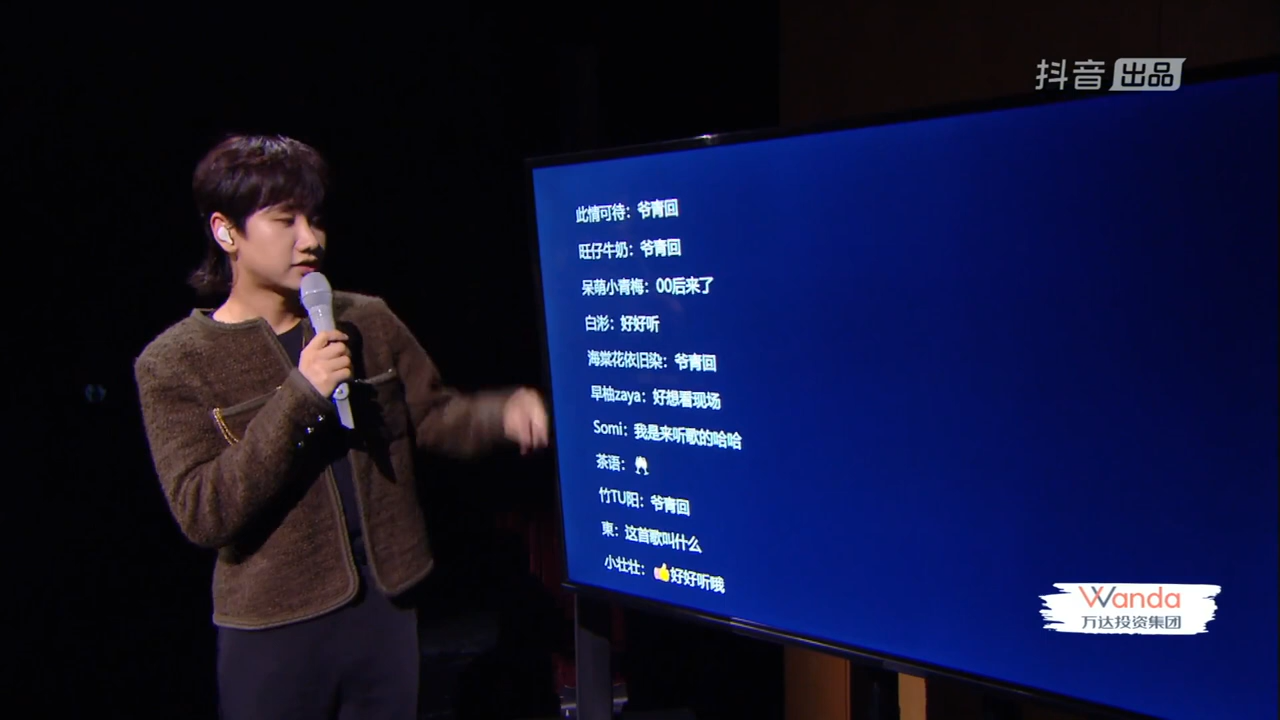 抖音 出品
此情可待：爷青回
旺仔牛奶：爷青回
呆萌小青梅：00后来了
白浵：好好听
海棠花依旧染：爷青回
早柚zaya：好想看现场
Somi：我是来听歌的哈哈
茶语：🥂
竹TU阳：爷青回
東：这首歌叫什么
小壮壮：👍好好听哦
Wanda
万达投资集团